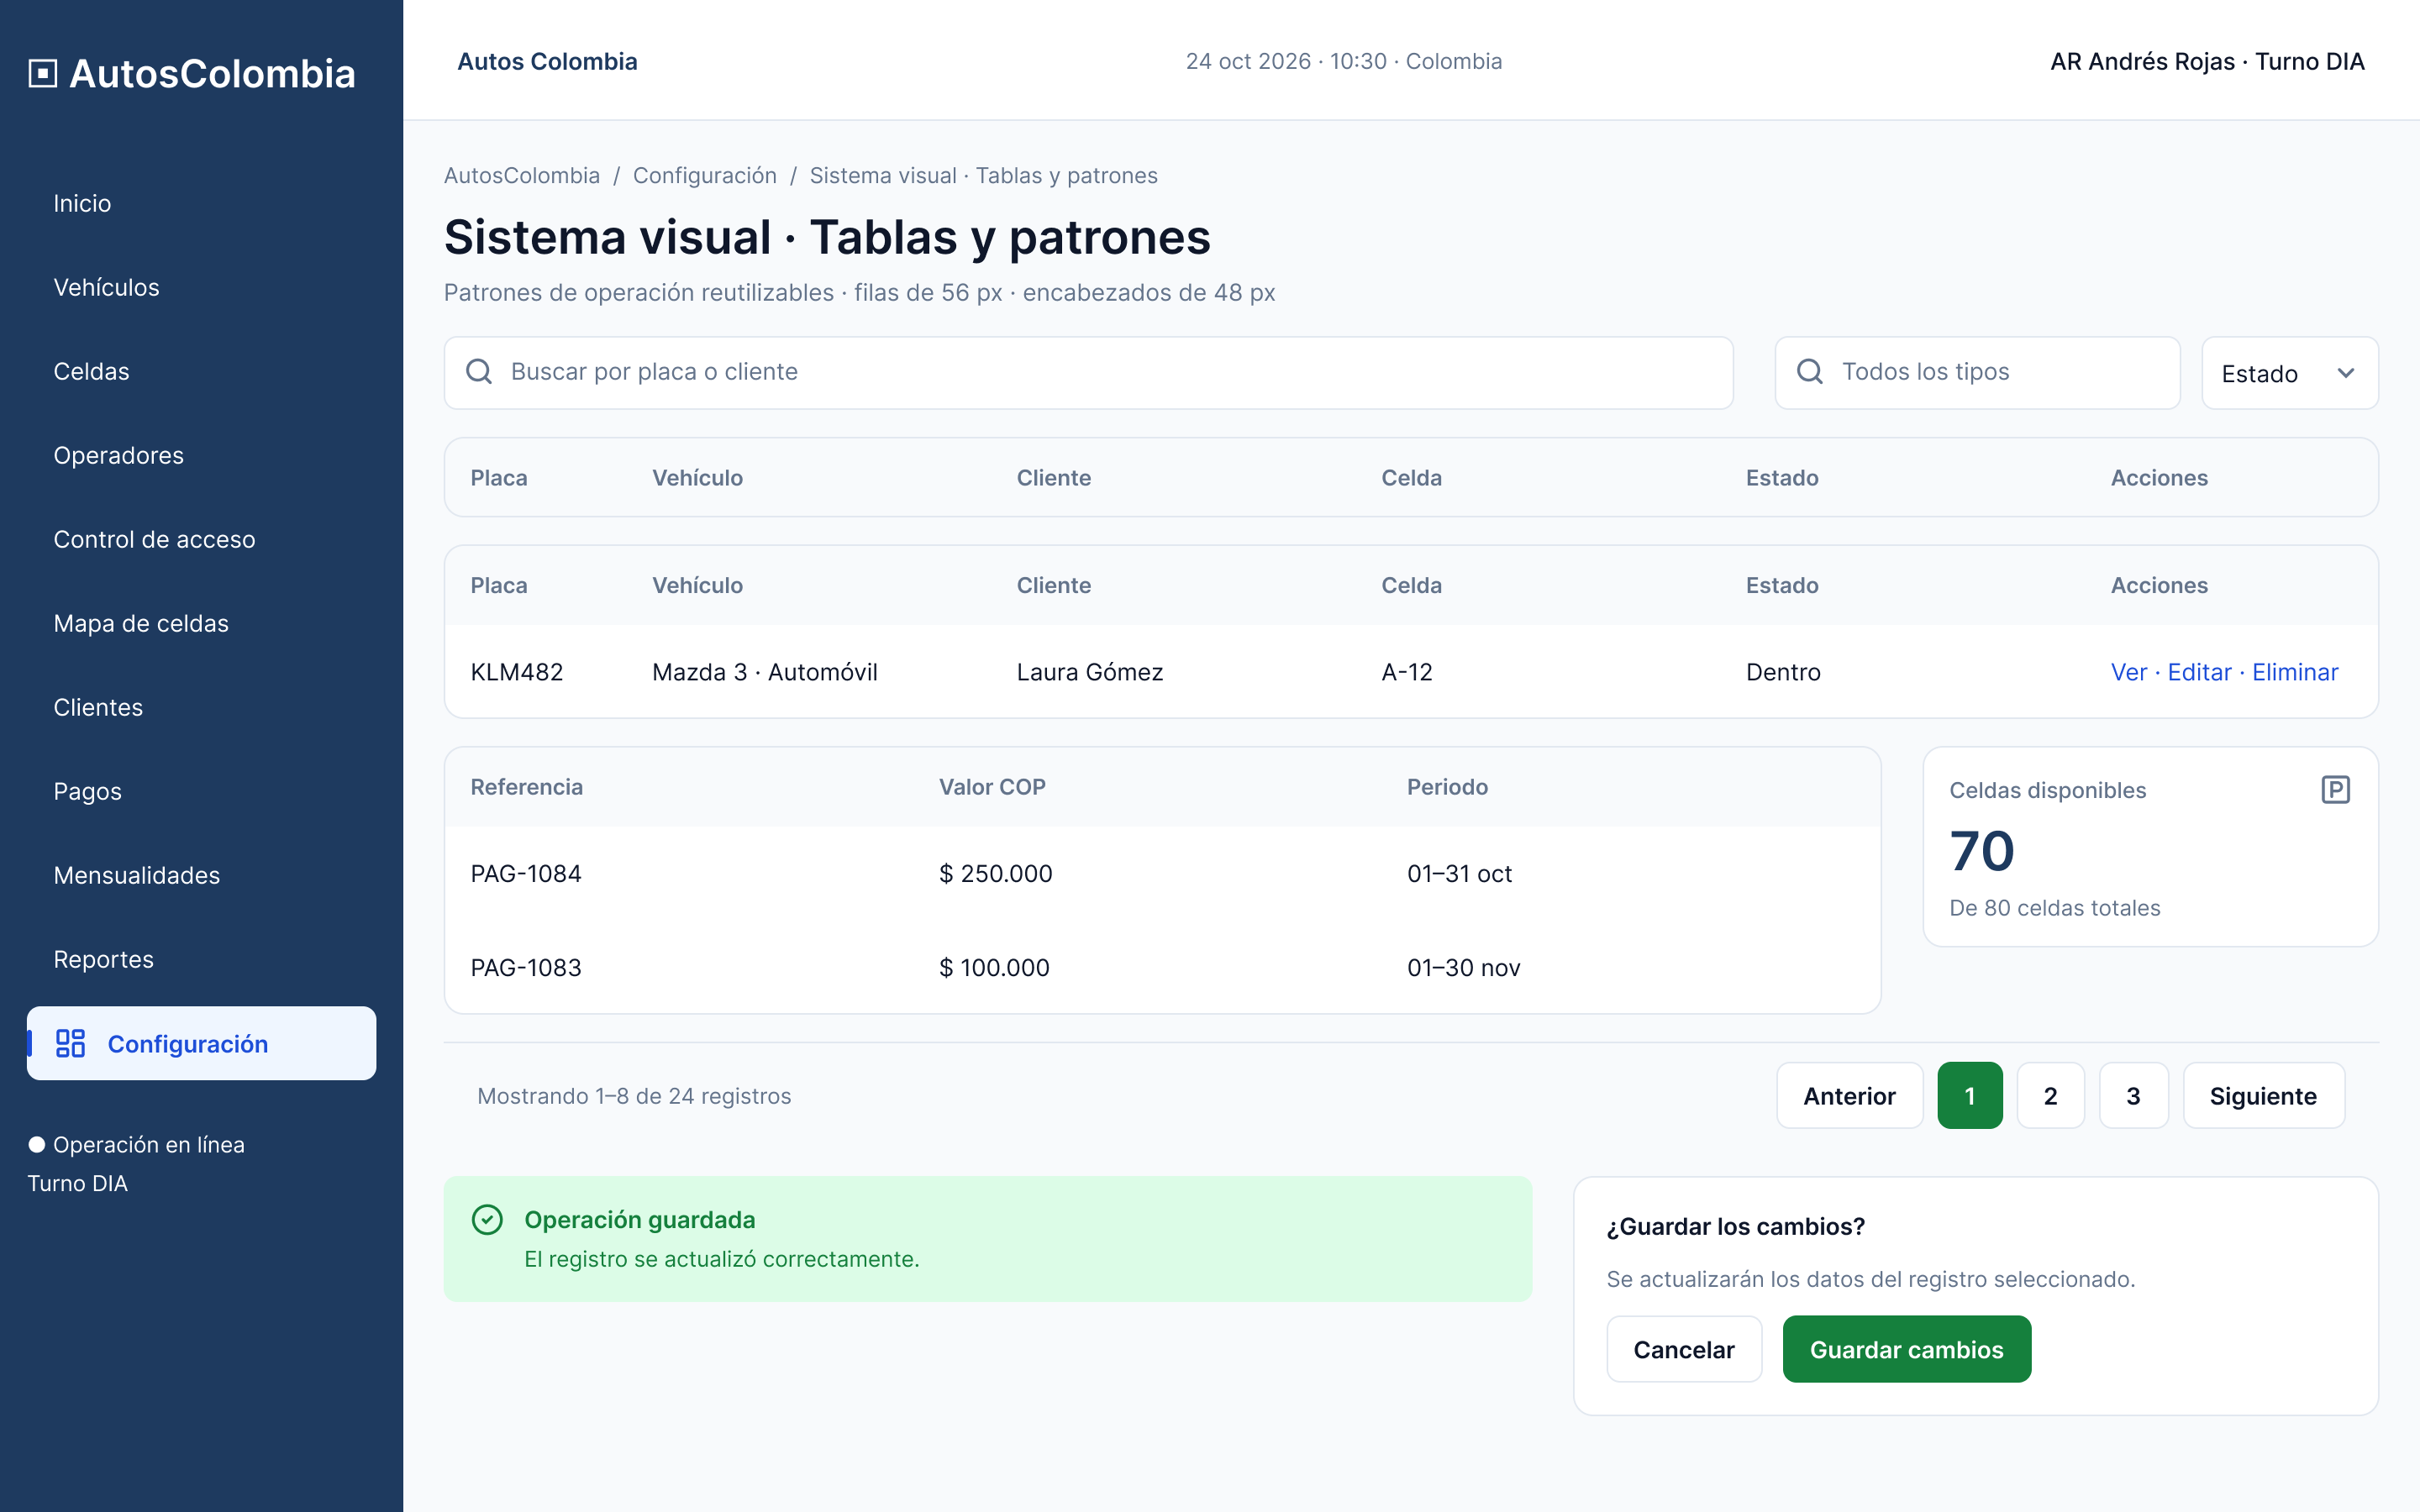 AutosColombia
Inicio
Vehículos
Celdas
Operadores
Control de acceso
Mapa de celdas
Clientes
Pagos
Mensualidades
Reportes
Configuración
Operación en línea
Turno DIA
Autos Colombia
24 oct 2026 · 10:30 · Colombia
AR Andrés Rojas · Turno DIA
AutosColombia / Configuración / Sistema visual · Tablas y patrones
Sistema visual · Tablas y patrones
Patrones de operación reutilizables · filas de 56 px · encabezados de 48 px
Buscar por placa o cliente
Todos los tipos
Estado
Placa Vehículo Cliente Celda Estado Acciones
Placa Vehículo Cliente Celda Estado Acciones
KLM482 Mazda 3 · Automóvil Laura Gómez A-12 Dentro Ver · Editar · Eliminar
Referencia Valor COP Periodo
PAG-1084 $ 250.000 01–31 oct
PAG-1083 $ 100.000 01–30 nov
Celdas disponibles P
70
De 80 celdas totales
Mostrando 1–8 de 24 registros
Anterior 1 2 3 Siguiente
Operación guardada
El registro se actualizó correctamente.
¿Guardar los cambios?
Se actualizarán los datos del registro seleccionado.
Cancelar Guardar cambios